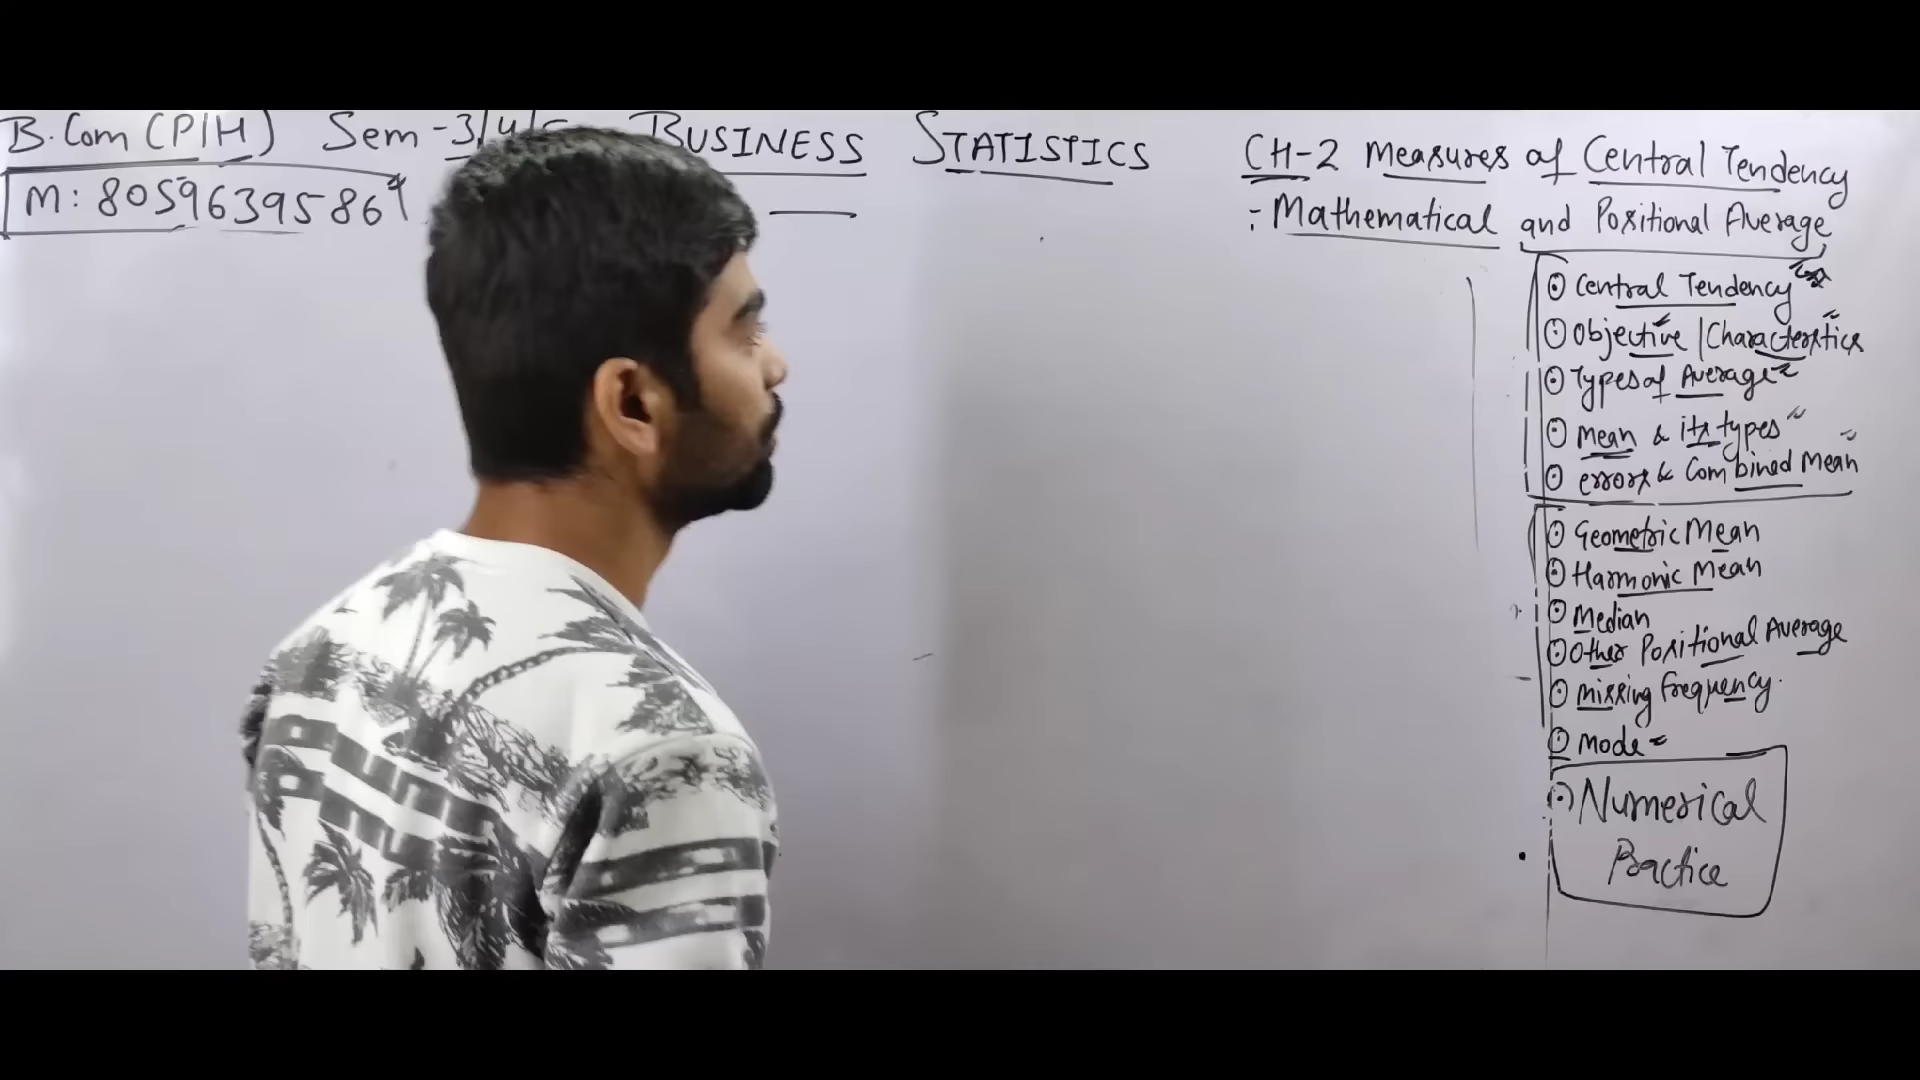 B.Com (P/H) Sem -3/4/ BUSINESS STATISTICS
M: 8059639586
CH-2 Measures of Central Tendency
:- Mathematical and Positional Average
Central Tendency
Objective / Characterstics
Types of Average
Mean & its types
errors & Combined Mean
Geometric Mean
Harmonic Mean
Median
Other Positional Average
missing frequency.
Mode
Numerical
Practice